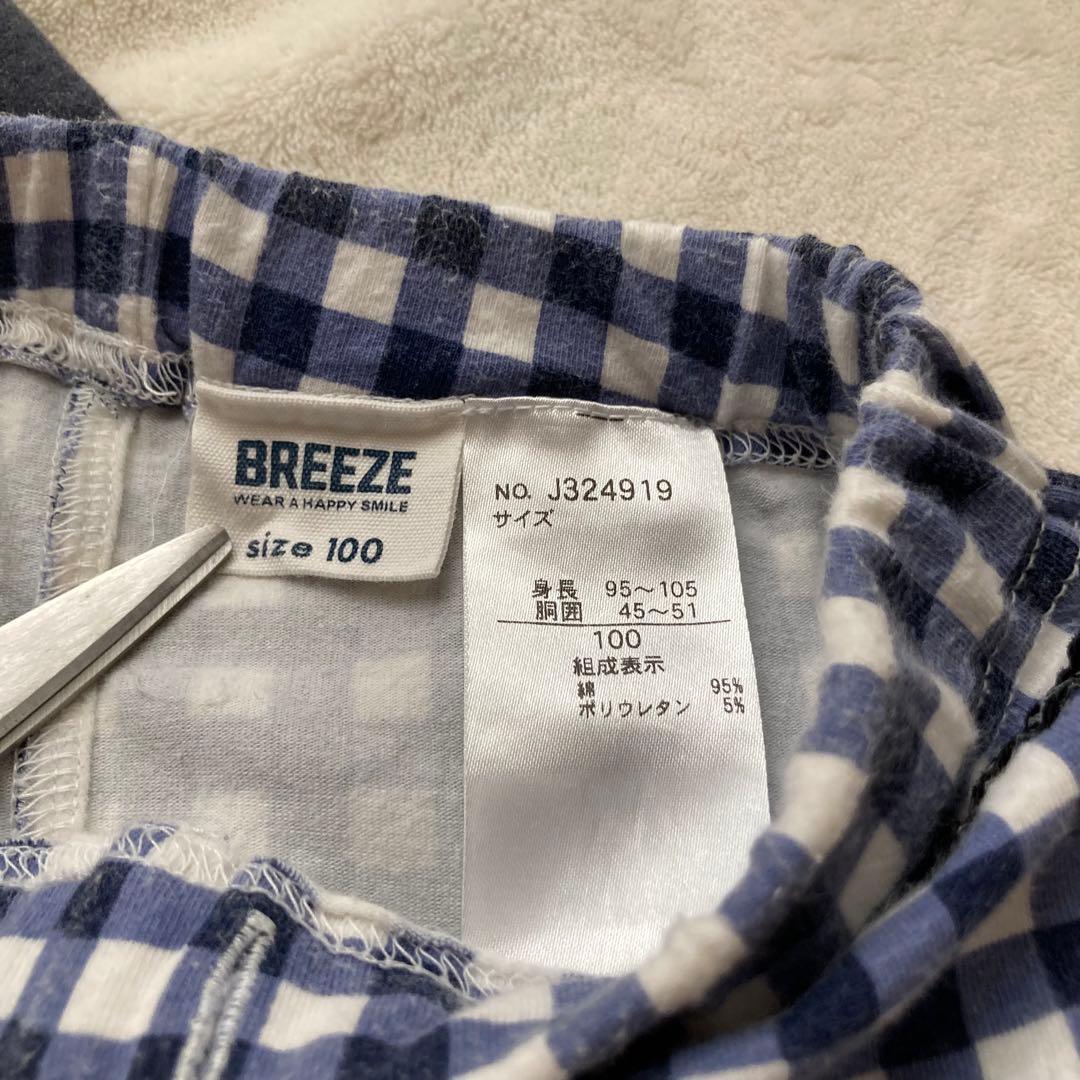 BREEZE
WEAR A HAPPY SMILE
size 100
NO. J324919
サイズ
身長 95～105
胴囲 45～51
100
組成表示
綿 95%
ポリウレタン 5%